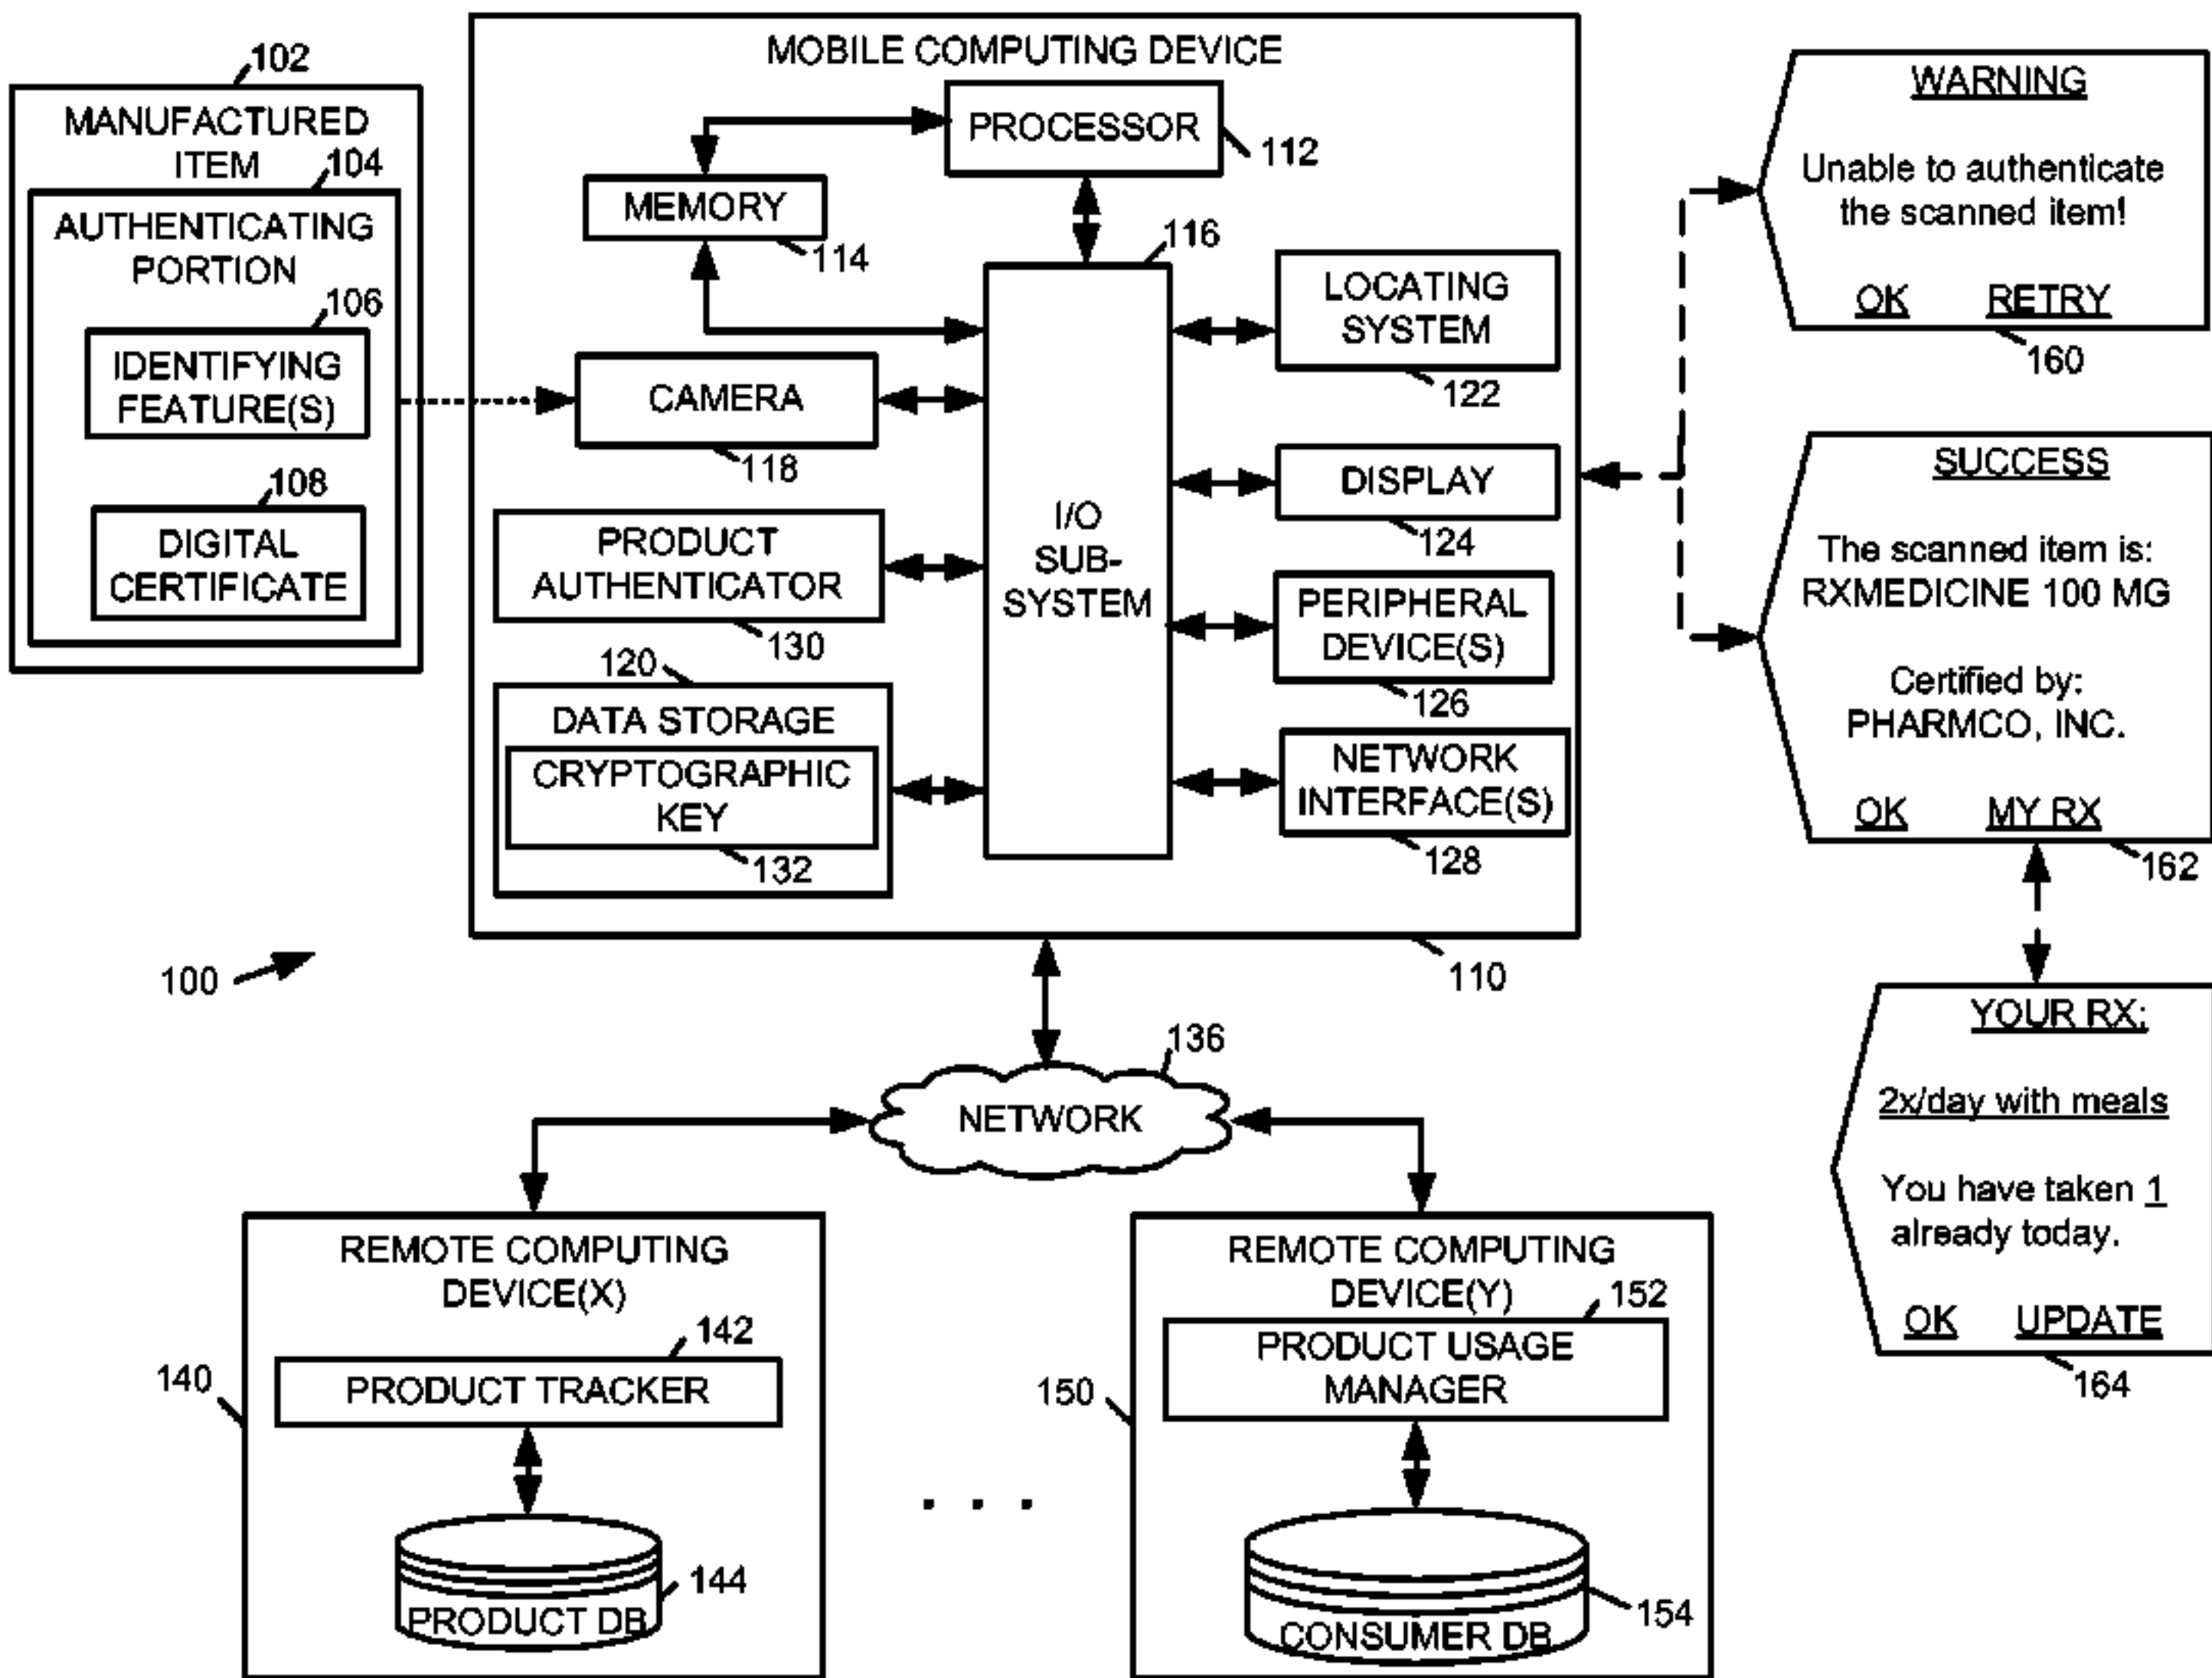 102
MANUFACTURED
ITEM
104
AUTHENTICATING
PORTION
106
IDENTIFYING
FEATURE(S)
108
DIGITAL
CERTIFICATE
MOBILE COMPUTING DEVICE
PROCESSOR
112
MEMORY
114
116
I/O
SUB-
SYSTEM
CAMERA
118
PRODUCT
AUTHENTICATOR
130
120
DATA STORAGE
CRYPTOGRAPHIC
KEY
132
LOCATING
SYSTEM
122
DISPLAY
124
PERIPHERAL
DEVICE(S)
126
NETWORK
INTERFACE(S)
128
110
100
WARNING
Unable to authenticate
the scanned item!
OK RETRY
160
SUCCESS
The scanned item is:
RXMEDICINE 100 MG
Certified by:
PHARMCO, INC.
OK MY RX
162
YOUR RX:
2x/day with meals
You have taken 1
already today.
OK UPDATE
164
136
NETWORK
REMOTE COMPUTING
DEVICE(X)
142
PRODUCT TRACKER
140
144
PRODUCT DB
. . .
REMOTE COMPUTING
DEVICE(Y)
152
PRODUCT USAGE
MANAGER
150
154
CONSUMER DB